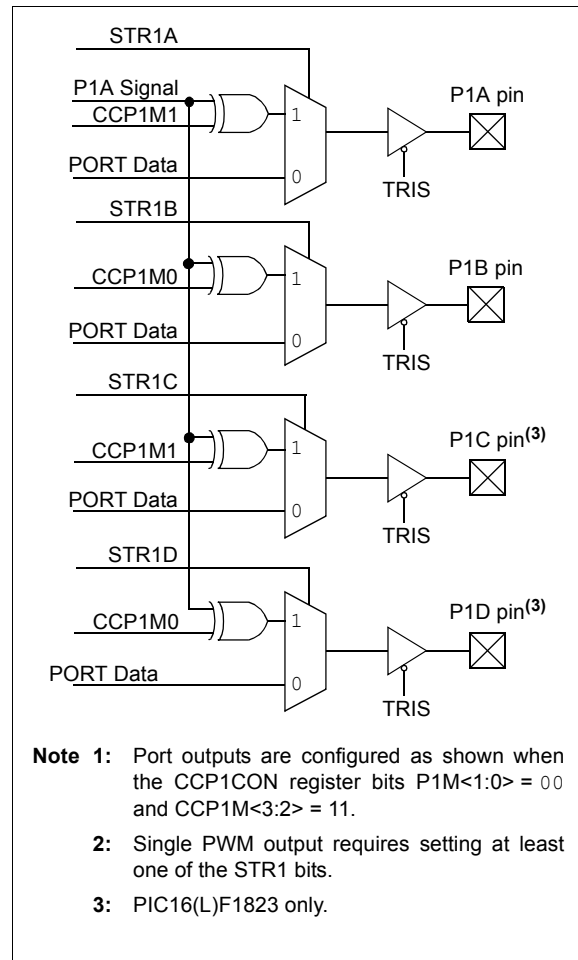 STR1A
P1A Signal
CCP1M1
1
P1A pin
PORT Data
0
TRIS
STR1B
CCP1M0
1
P1B pin
PORT Data
0
TRIS
STR1C
CCP1M1
1
P1C pin(3)
PORT Data
0
TRIS
STR1D
CCP1M0
1
P1D pin(3)
PORT Data
0
TRIS
Note 1: Port outputs are configured as shown when
the CCP1CON register bits P1M<1:0> = 00
and CCP1M<3:2> = 11.
2: Single PWM output requires setting at least
one of the STR1 bits.
3: PIC16(L)F1823 only.